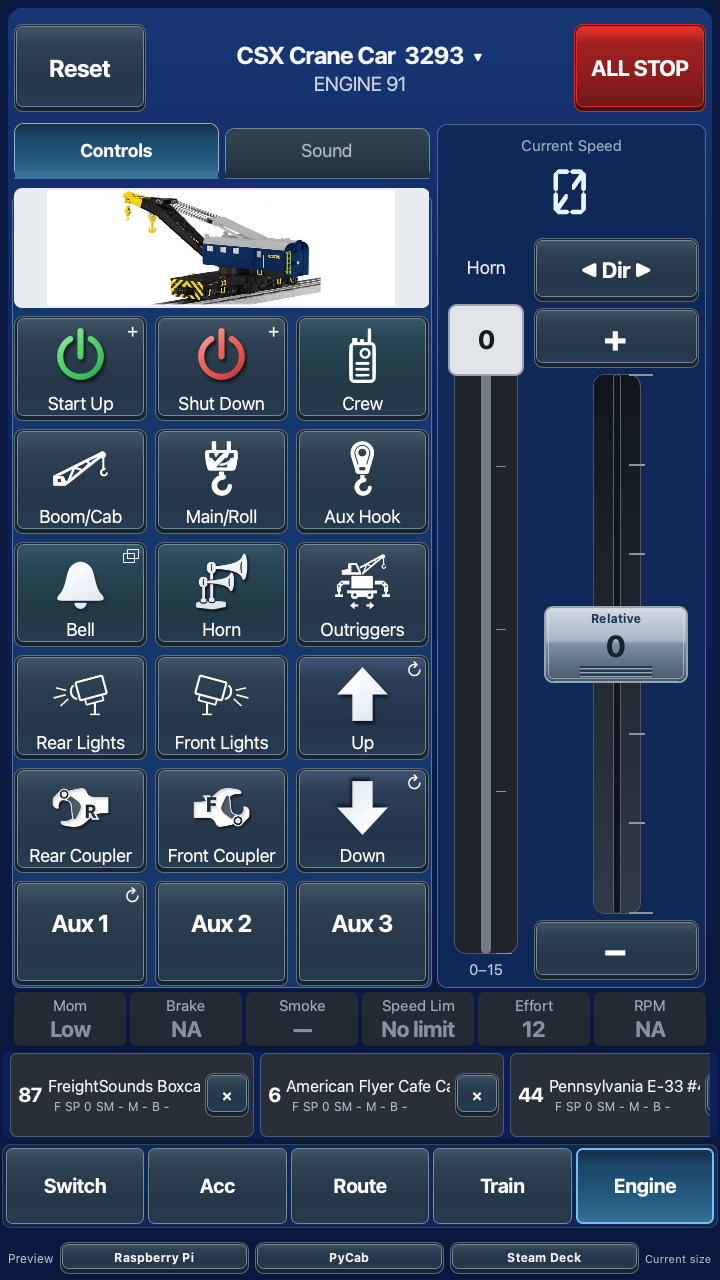 Reset
CSX Crane Car 3293 ▼
ENGINE 91
ALL STOP
Controls
Sound
Current Speed
0
CSX
Horn
◀ Dir ▶
0
+
Start Up
+
Shut Down
+
Crew
Boom/Cab
Main/Roll
Aux Hook
Bell
Horn
Outriggers
Relative
0
Rear Lights
Front Lights
Up
R
Rear Coupler
F
Front Coupler
Down
Aux 1
Aux 2
Aux 3
–
0–15
Mom
Low
Brake
NA
Smoke
—
Speed Lim
No limit
Effort
12
RPM
NA
87 FreightSounds Boxca
F SP 0 SM - M - B -
×
6 American Flyer Cafe Ca
F SP 0 SM - M - B -
×
44 Pennsylvania E-33 #4
F SP 0 SM - M - B -
Switch
Acc
Route
Train
Engine
Preview
Raspberry Pi
PyCab
Steam Deck
Current size